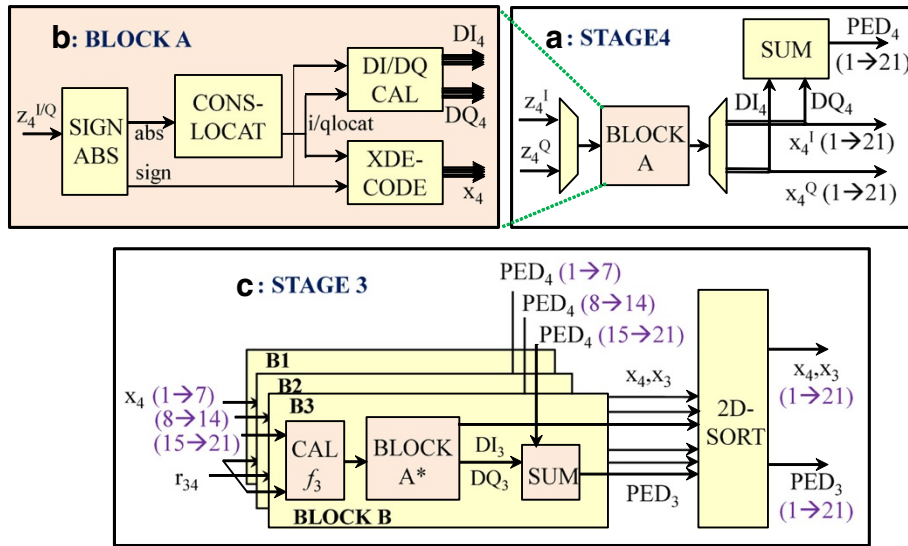 b: BLOCK A
z₄ᴵ/Q
SIGN
ABS
abs
sign
CONS-
LOCAT
i/qlocat
DI/DQ
CAL
XDE-
CODE
DI₄
DQ₄
x₄
a: STAGE4
z₄ᴵ
z₄Q
BLOCK
A
SUM
DI₄
DQ₄
PED₄
(1→21)
x₄ᴵ (1→21)
x₄Q (1→21)
c: STAGE 3
PED₄ (1→7)
PED₄ (8→14)
PED₄ (15→21)
B1
B2
B3
x₄ (1→7)
(8→14)
(15→21)
r₃₄
CAL
f₃
BLOCK
A*
DI₃
DQ₃
SUM
BLOCK B
x₄,x₃
PED₃
2D-
SORT
x₄,x₃
(1→21)
PED₃
(1→21)